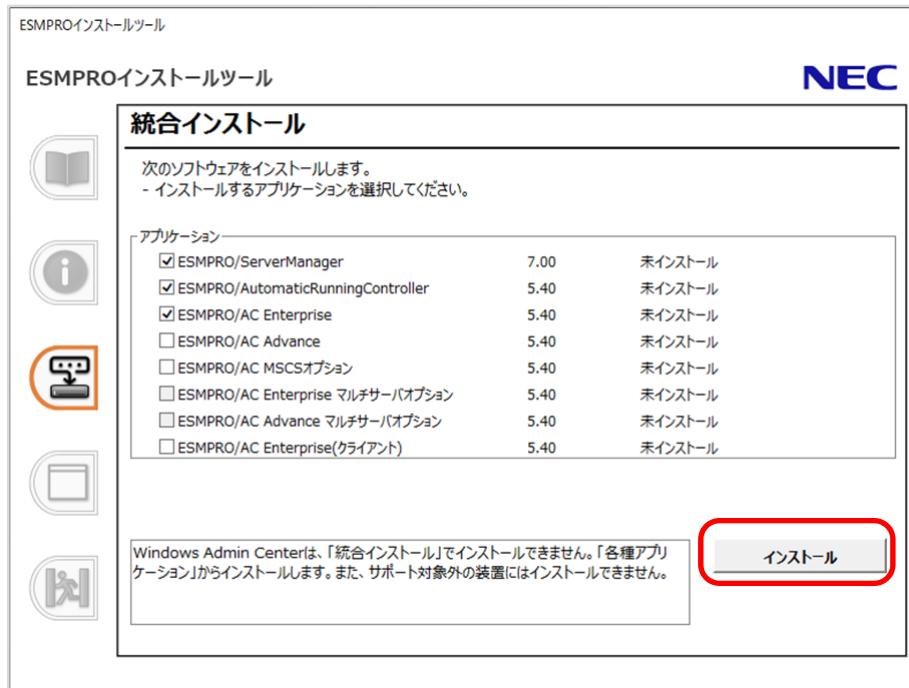 ESMPROインストールツール
ESMPROインストールツール
NEC
統合インストール
次のソフトウェアをインストールします。
- インストールするアプリケーションを選択してください。
アプリケーション
ESMPRO/ServerManager 7.00 未インストール
ESMPRO/AutomaticRunningController 5.40 未インストール
ESMPRO/AC Enterprise 5.40 未インストール
ESMPRO/AC Advance 5.40 未インストール
ESMPRO/AC MSCSオプション 5.40 未インストール
ESMPRO/AC Enterprise マルチサーバオプション 5.40 未インストール
ESMPRO/AC Advance マルチサーバオプション 5.40 未インストール
ESMPRO/AC Enterprise(クライアント) 5.40 未インストール
Windows Admin Centerは、「統合インストール」でインストールできません。「各種アプリ
ケーション」からインストールします。また、サポート対象外の装置にはインストールできません。
インストール